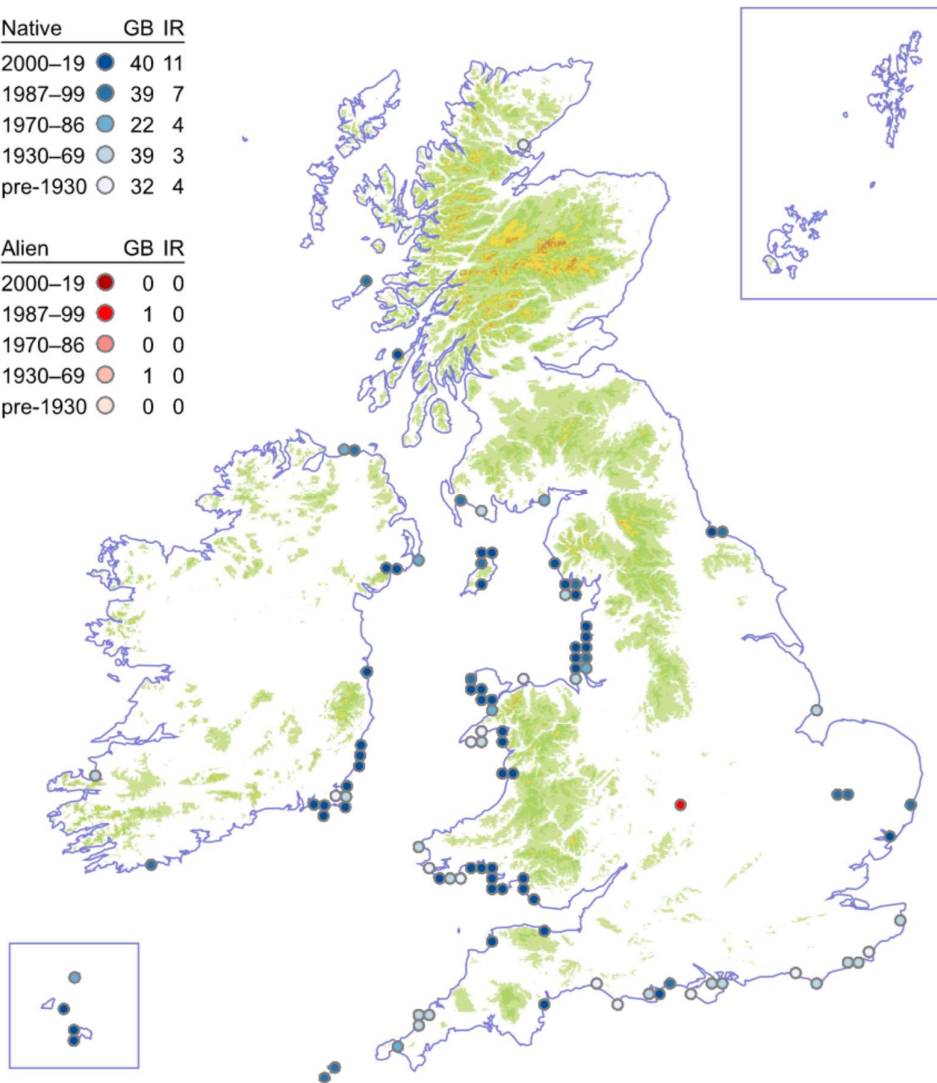 Native GB IR
2000–19 40 11
1987–99 39 7
1970–86 22 4
1930–69 39 3
pre-1930 32 4
Alien GB IR
2000–19 0 0
1987–99 1 0
1970–86 0 0
1930–69 1 0
pre-1930 0 0